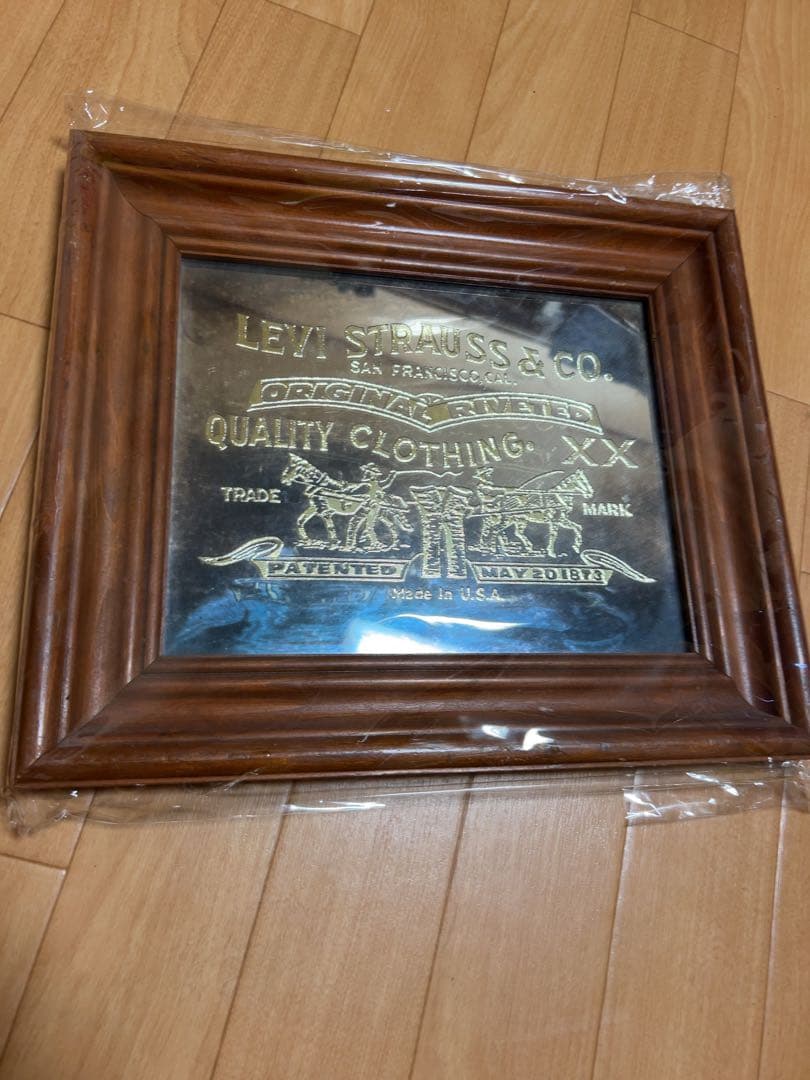 LEVI STRAUSS & CO.
SAN FRANCISCO, CAL.
ORIGINAL RIVETED
QUALITY CLOTHING. XX
TRADE MARK
PATENTED MAY 20 1873
Made in U.S.A.